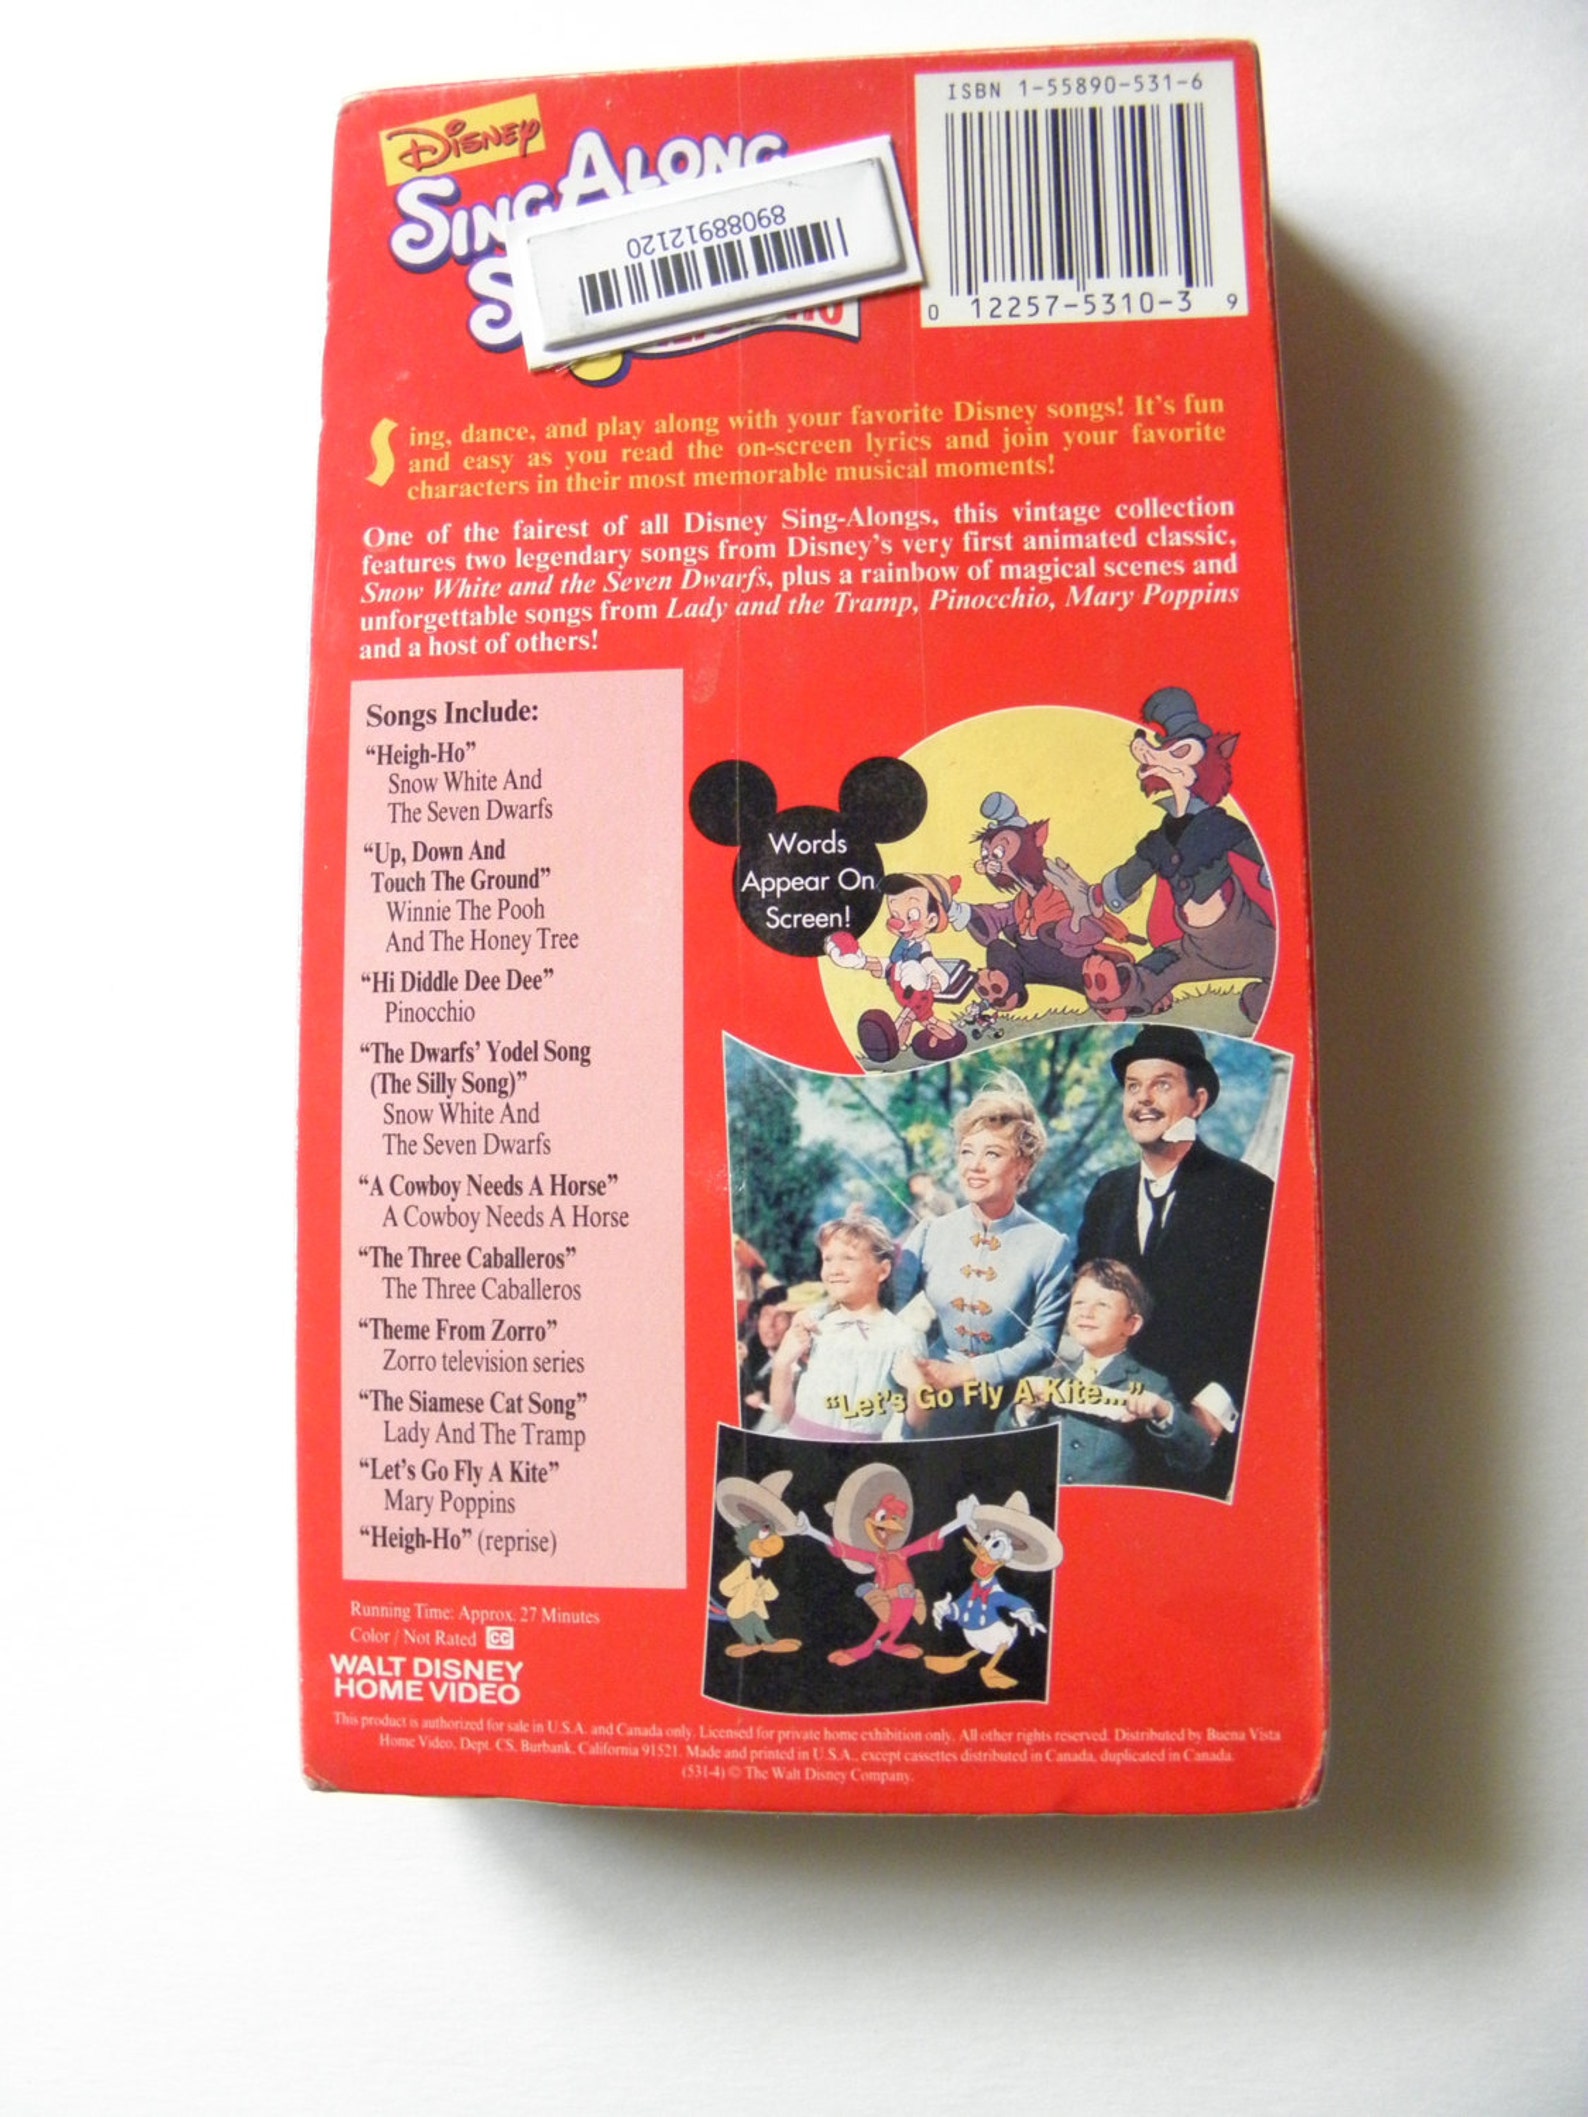 Disney
SING ALONG
ISBN 1-55890-531-6
89088912120
0 12257-5310-3 9
Sing, dance, and play along with your favorite Disney songs! It's fun
and easy as you read the on-screen lyrics and join your favorite
characters in their most memorable musical moments!
One of the fairest of all Disney Sing-Alongs, this vintage collection
features two legendary songs from Disney's very first animated classic,
Snow White and the Seven Dwarfs, plus a rainbow of magical scenes and
unforgettable songs from Lady and the Tramp, Pinocchio, Mary Poppins
and a host of others!
Songs Include:
“Heigh-Ho”
Snow White And
The Seven Dwarfs
“Up, Down And
Touch The Ground”
Winnie The Pooh
And The Honey Tree
“Hi Diddle Dee Dee”
Pinocchio
“The Dwarfs’ Yodel Song
(The Silly Song)”
Snow White And
The Seven Dwarfs
“A Cowboy Needs A Horse”
A Cowboy Needs A Horse
“The Three Caballeros”
The Three Caballeros
“Theme From Zorro”
Zorro television series
“The Siamese Cat Song”
Lady And The Tramp
“Let’s Go Fly A Kite”
Mary Poppins
“Heigh-Ho” (reprise)
Words
Appear On
Screen!
“Let's Go Fly A Kite...”
Running Time: Approx. 27 Minutes
Color / Not Rated CC
WALT DISNEY
HOME VIDEO
This product is authorized for sale in U.S.A. and Canada only. Licensed for private home exhibition only. All other rights reserved. Distributed by Buena Vista
Home Video, Dept. CS, Burbank, California 91521. Made and printed in U.S.A., except cassettes distributed in Canada, duplicated in Canada.
(531-4) © The Walt Disney Company.